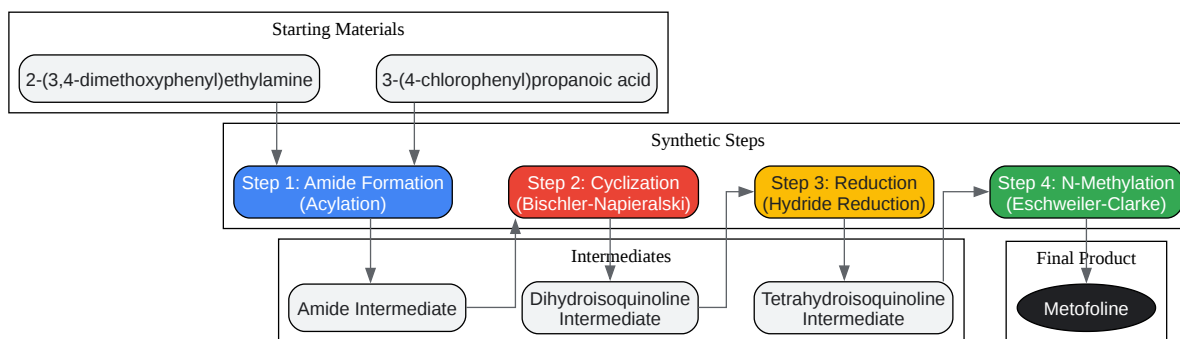 Starting Materials
2-(3,4-dimethoxyphenyl)ethylamine
3-(4-chlorophenyl)propanoic acid
Synthetic Steps
Step 1: Amide Formation
(Acylation)
Step 2: Cyclization
(Bischler-Napieralski)
Step 3: Reduction
(Hydride Reduction)
Step 4: N-Methylation
(Eschweiler-Clarke)
Intermediates
Amide Intermediate
Dihydroisoquinoline
Intermediate
Tetrahydroisoquinoline
Intermediate
Final Product
Metofoline